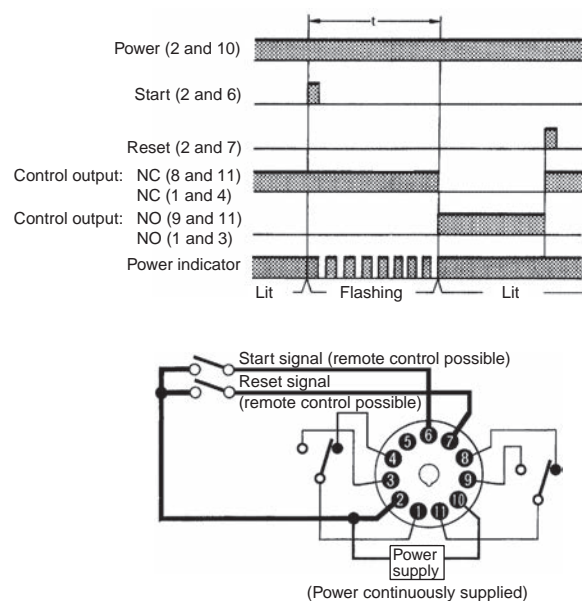 t
Power (2 and 10)
Start (2 and 6)
Reset (2 and 7)
Control output: NC (8 and 11)
NC (1 and 4)
Control output: NO (9 and 11)
NO (1 and 3)
Power indicator
Lit Flashing Lit
Start signal (remote control possible)
Reset signal
(remote control possible)
6
5 7
4 8
3 9
2 10
1 11
Power
supply
(Power continuously supplied)